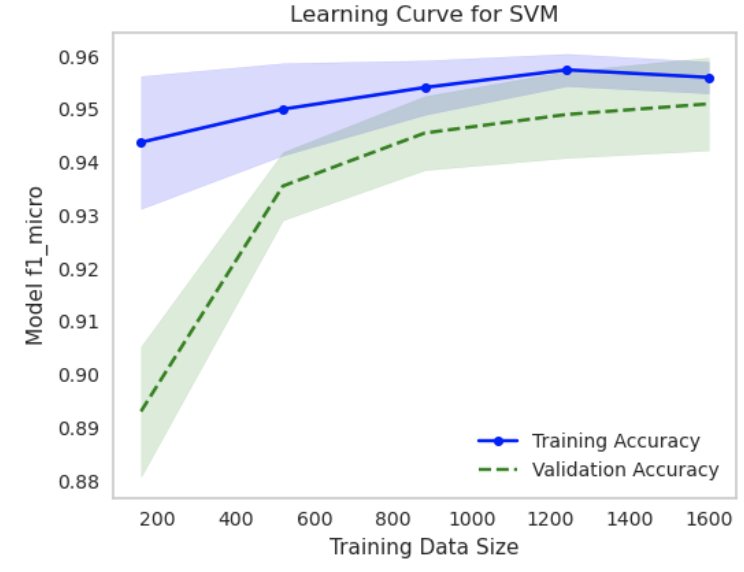 Learning Curve for SVM
Model f1_micro
0.96
0.95
0.94
0.93
0.92
0.91
0.90
0.89
0.88
Training Accuracy
Validation Accuracy
200 400 600 800 1000 1200 1400 1600
Training Data Size